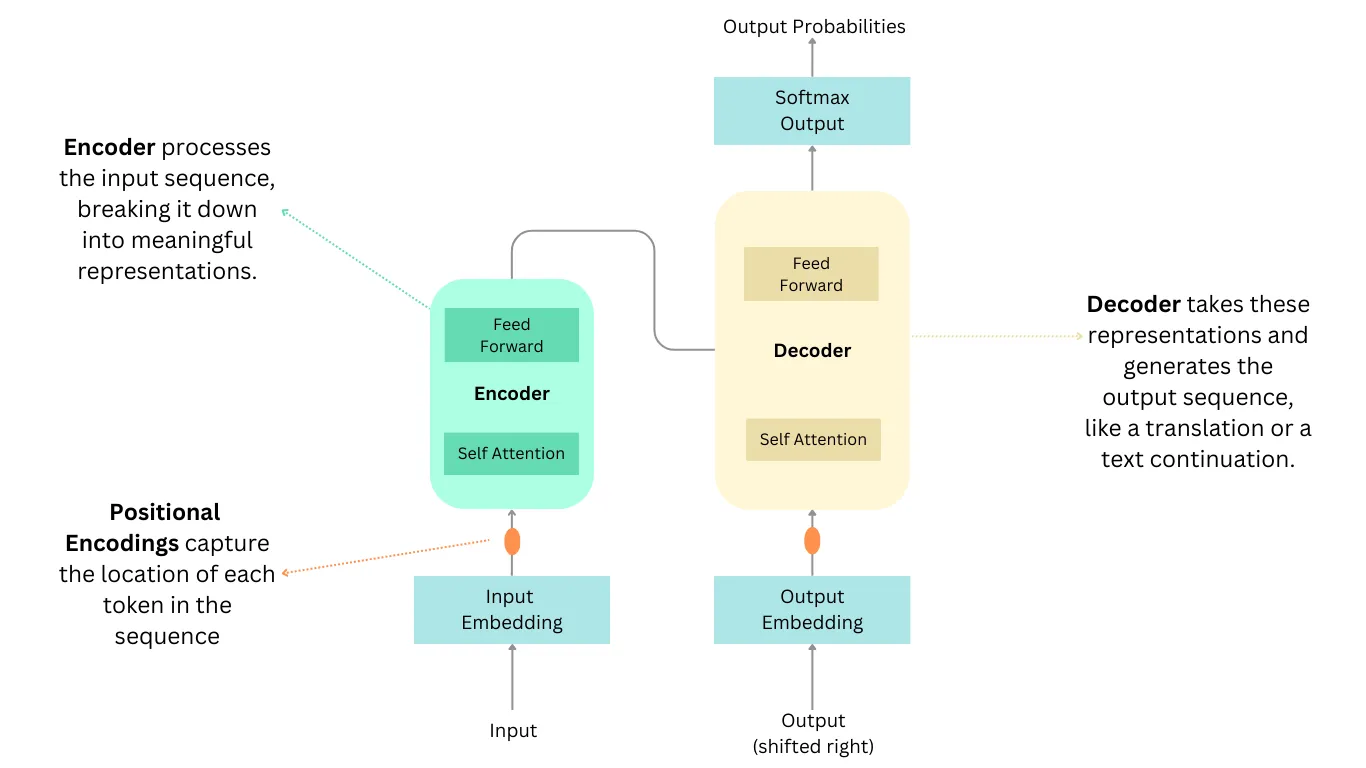 Output Probabilities
Softmax
Output
Encoder processes
the input sequence,
breaking it down
into meaningful
representations.
Feed
Forward
Encoder
Self Attention
Feed
Forward
Decoder
Self Attention
Decoder takes these
representations and
generates the
output sequence,
like a translation or a
text continuation.
Positional
Encodings capture
the location of each
token in the
sequence
Input
Embedding
Output
Embedding
Input
Output
(shifted right)